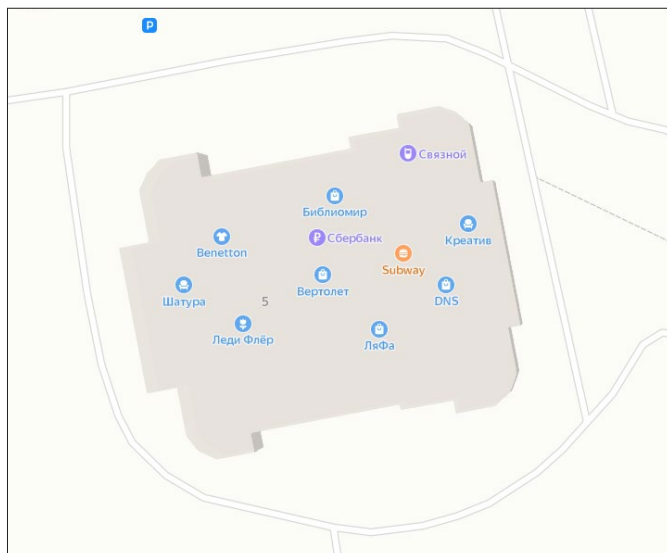 P
Связной
Библиомир
Сбербанк
Креатив
Benetton
Subway
Шатура
5
Вертолет
DNS
Леди Флёр
ЛяФа